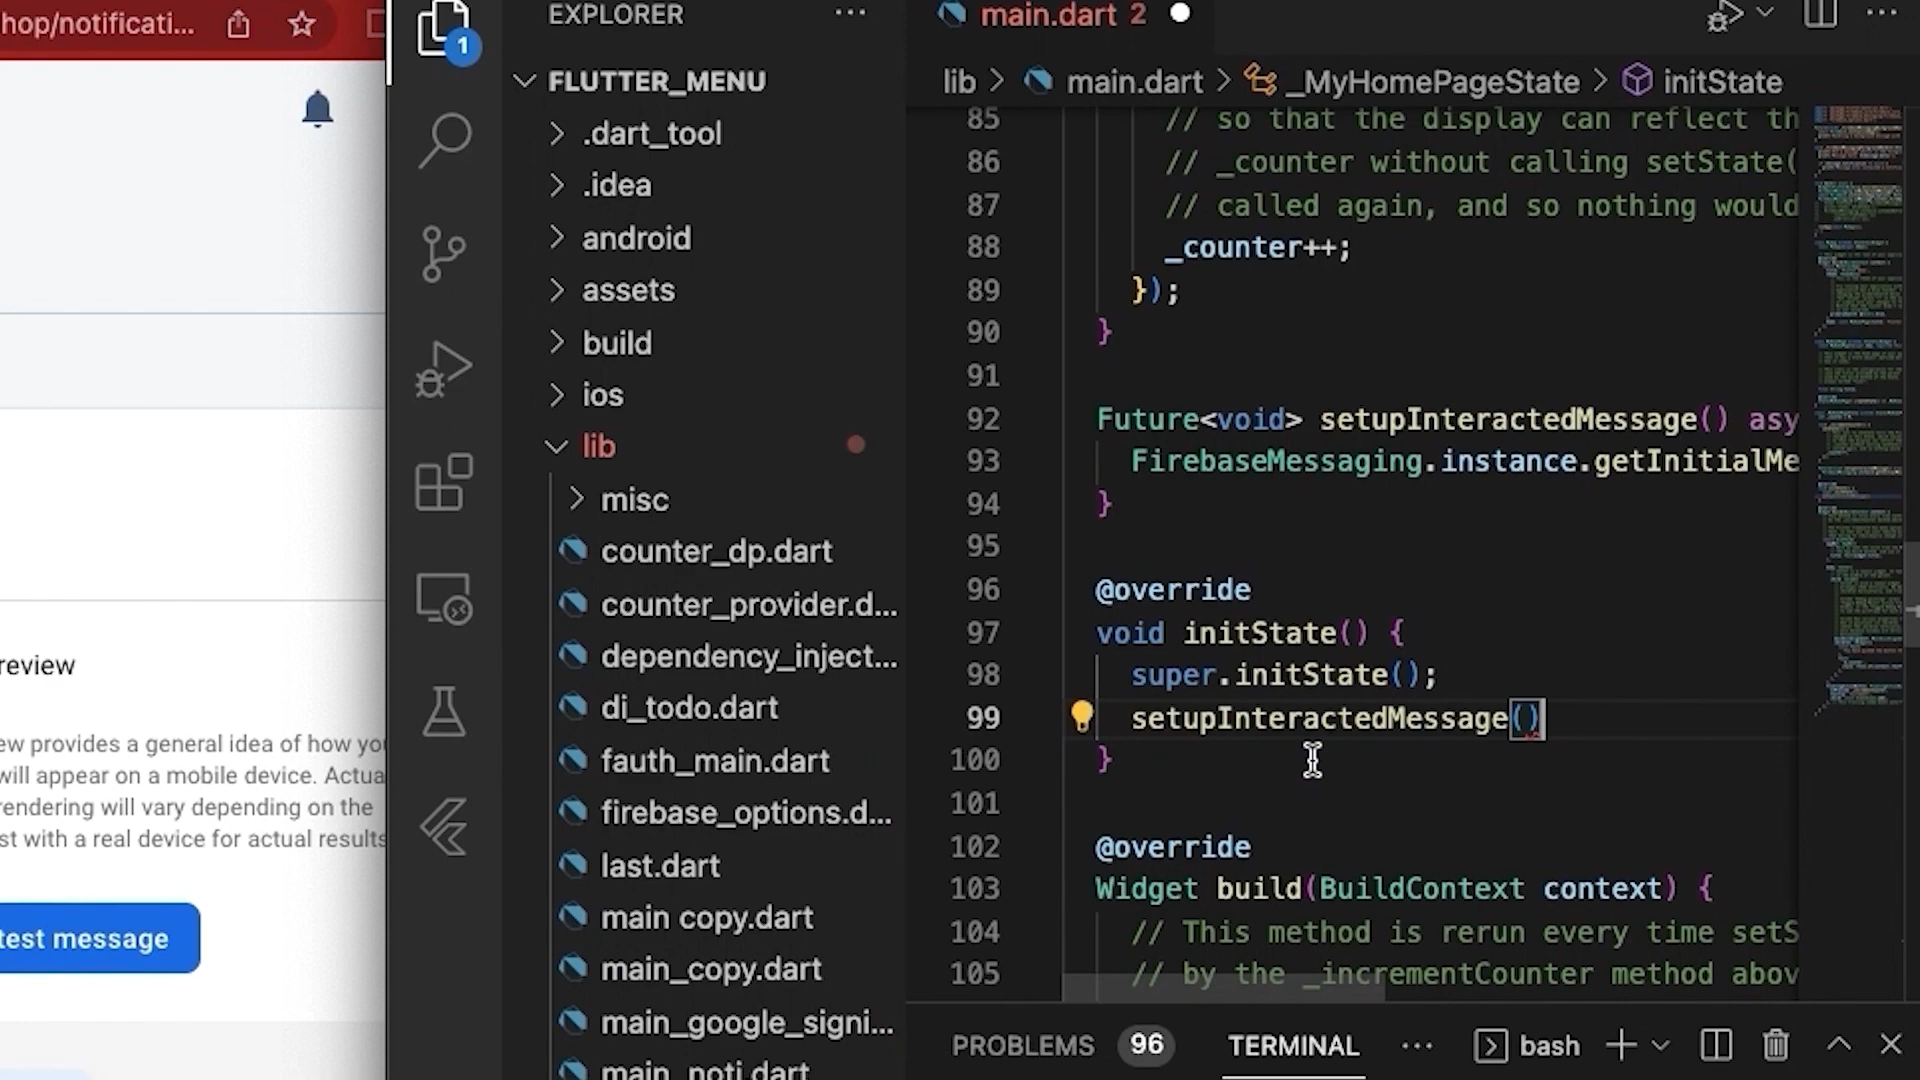 hop/notificati...
review
ew provides a general idea of how you
will appear on a mobile device. Actua
rendering will vary depending on the
st with a real device for actual results
test message
1
EXPLORER
FLUTTER_MENU
.dart_tool
.idea
android
assets
build
ios
lib
misc
counter_dp.dart
counter_provider.d...
dependency_inject...
di_todo.dart
fauth_main.dart
firebase_options.d...
last.dart
main copy.dart
main_copy.dart
main_google_signi...
main_noti.dart
main.dart 2
lib > main.dart > _MyHomePageState > initState
85 // so that the display can reflect th
86 // _counter without calling setState(
87 // called again, and so nothing would
88 _counter++;
89 });
90 }
91
92 Future<void> setupInteractedMessage() asy
93 FirebaseMessaging.instance.getInitialMe
94 }
95
96 @override
97 void initState() {
98 super.initState();
99 setupInteractedMessage()
100 }
101
102 @override
103 Widget build(BuildContext context) {
104 // This method is rerun every time setS
105 // by the _incrementCounter method abov
PROBLEMS 96 TERMINAL ... bash